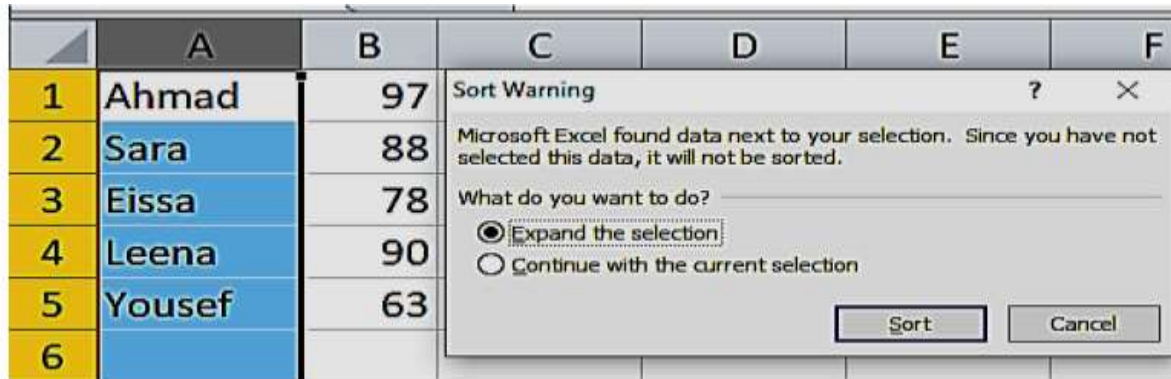 A B C D E F
1 Ahmad 97
2 Sara 88
3 Eissa 78
4 Leena 90
5 Yousef 63
6
Sort Warning ? ×
Microsoft Excel found data next to your selection. Since you have not
selected this data, it will not be sorted.
What do you want to do?
Expand the selection
Continue with the current selection
Sort Cancel